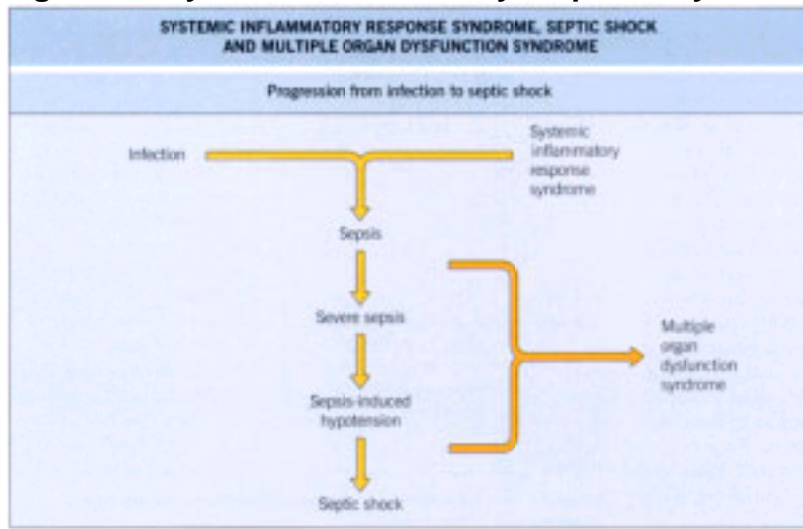 SYSTEMIC INFLAMMATORY RESPONSE SYNDROME, SEPTIC SHOCK
AND MULTIPLE ORGAN DYSFUNCTION SYNDROME
Progression from infection to septic shock
Infection
Systemic
inflammatory
response
syndrome
Sepsis
Severe sepsis
Sepsis-induced
hypotension
Septic shock
Multiple
organ
dysfunction
syndrome